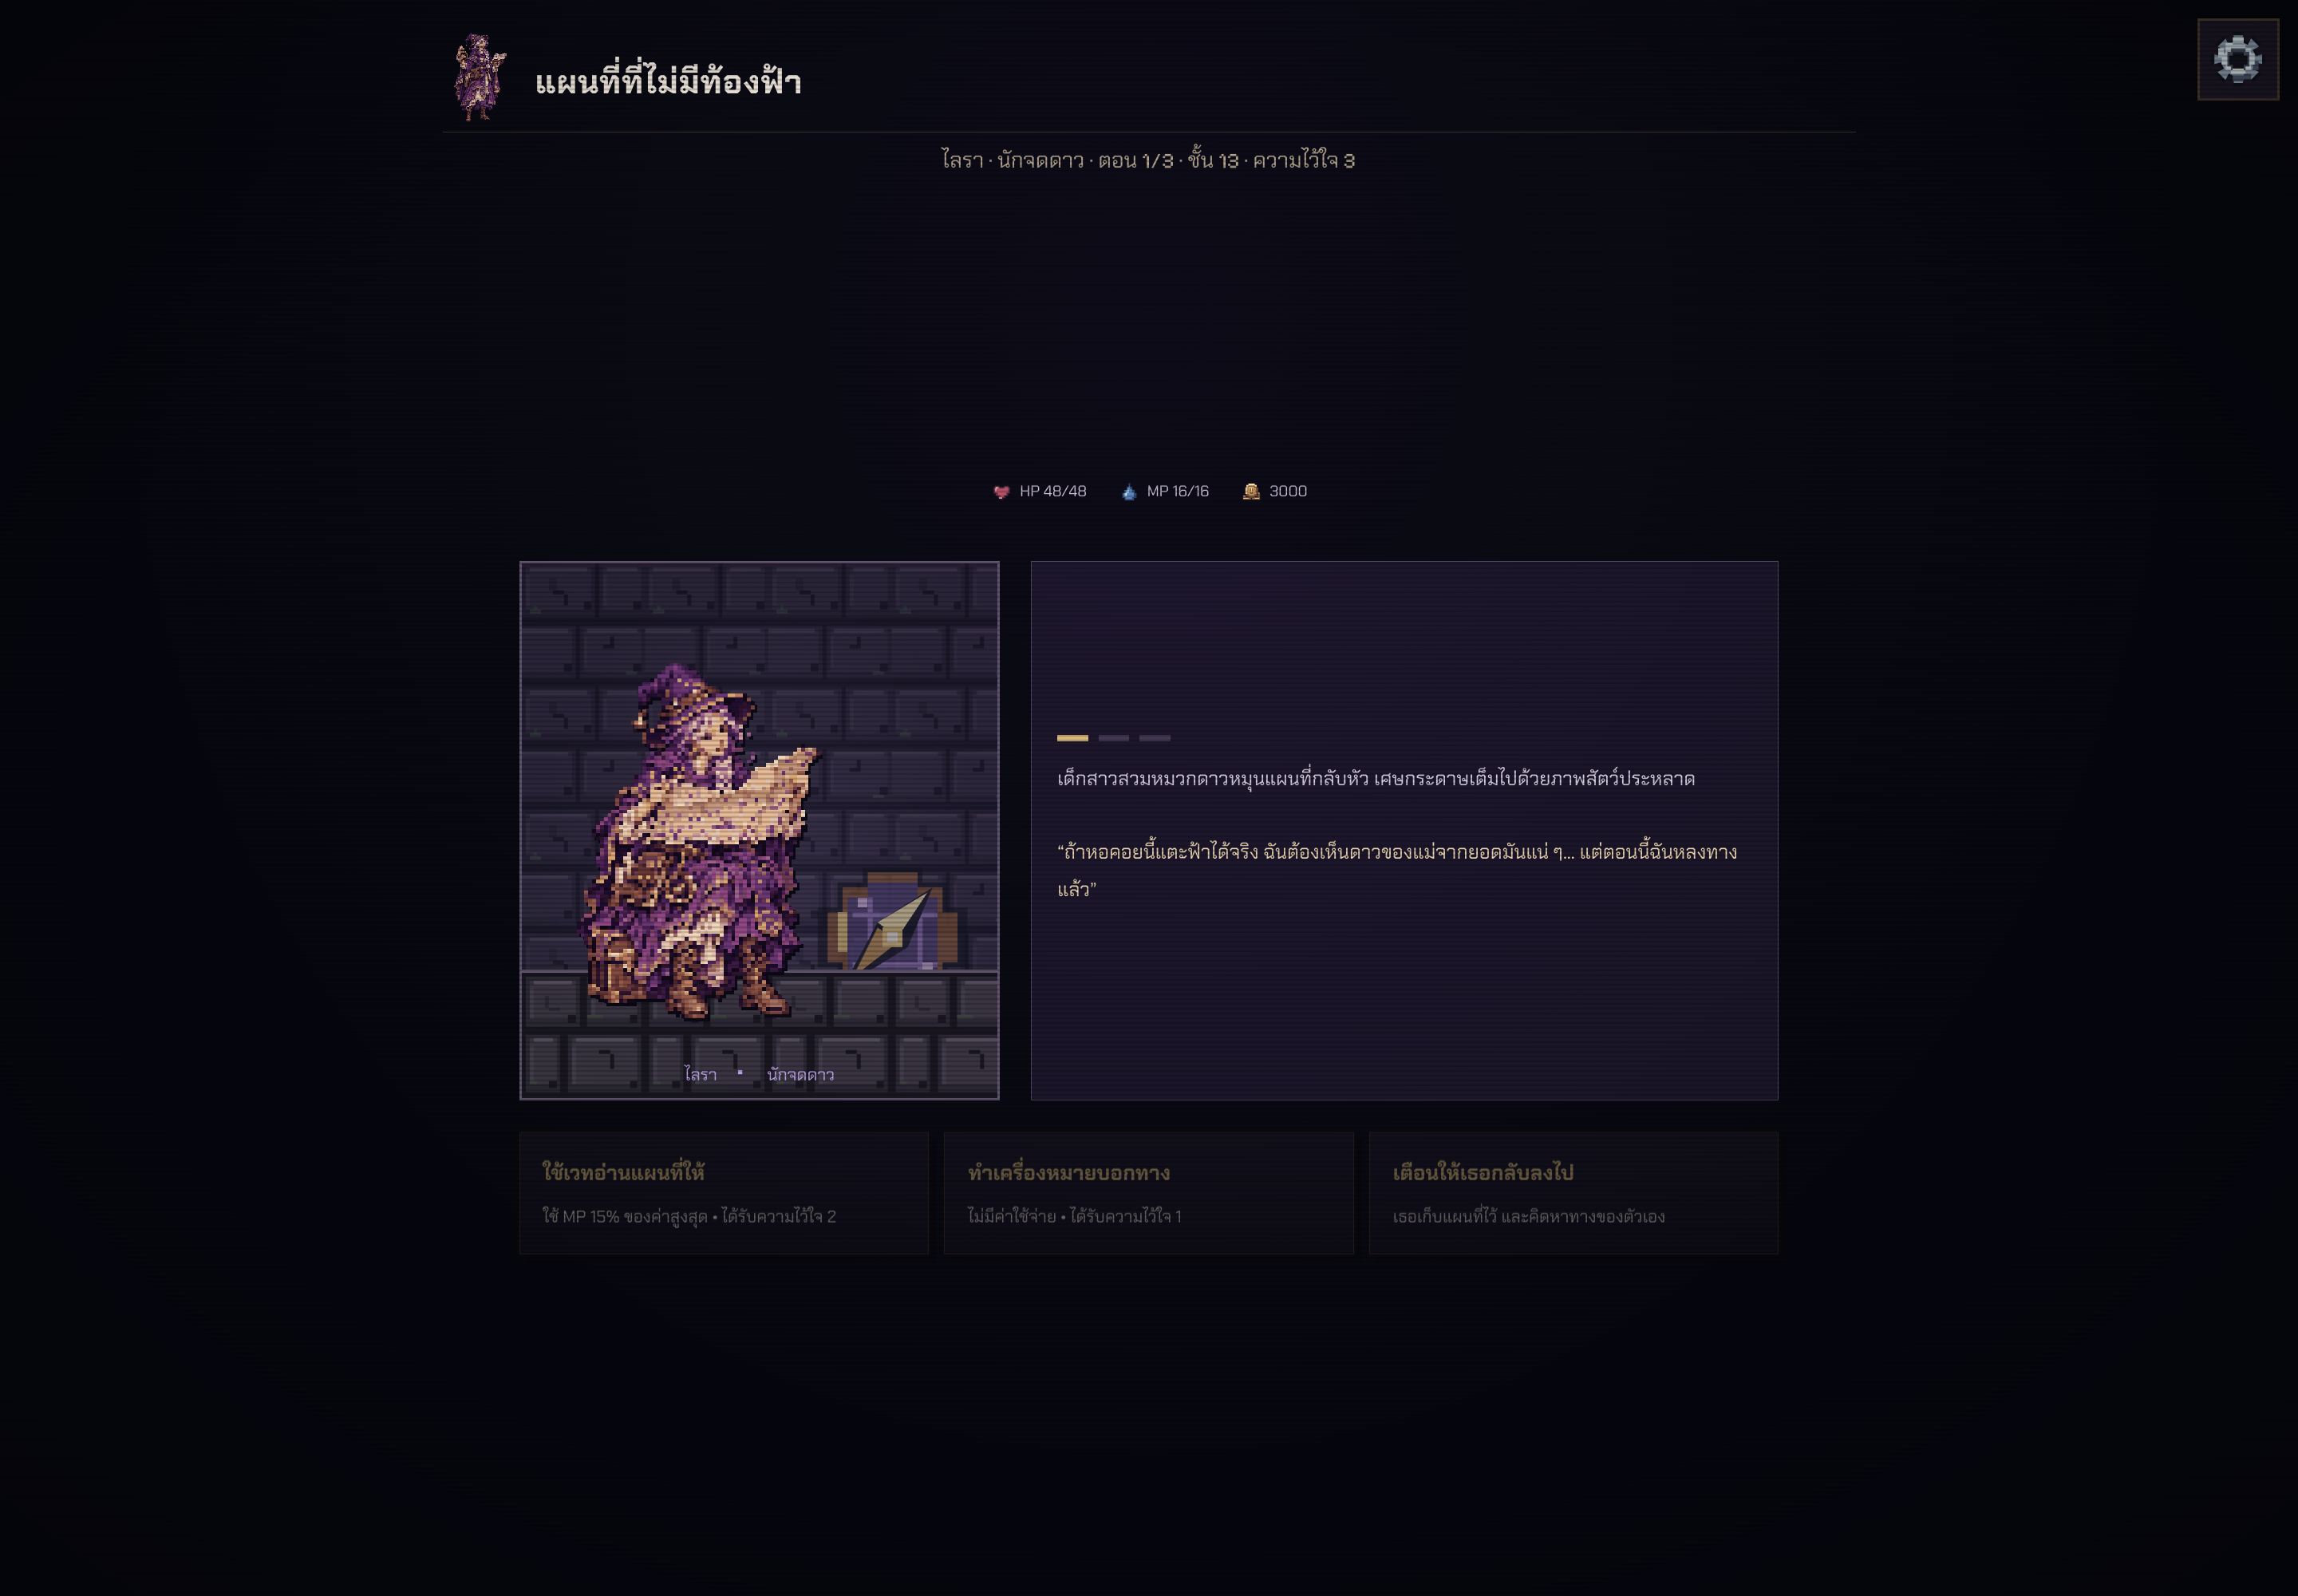 แผนที่ที่ไม่มีท้องฟ้า
ไลรา · นักจดดาว · ตอน 1/3 · ชั้น 13 · ความไว้ใจ 3
HP 48/48 MP 16/16 3000
เด็กสาวสวมหมวกดาวหมุนแผนที่กลับหัว เศษกระดาษเต็มไปด้วยภาพสัตว์ประหลาด
“ถ้าหอคอยนี้แตะฟ้าได้จริง ฉันต้องเห็นดาวของแม่จากยอดมันแน่ ๆ... แต่ตอนนี้ฉันหลงทาง
แล้ว”
ไลรา · นักจดดาว
ใช้เวทอ่านแผนที่ให้
ใช้ MP 15% ของค่าสูงสุด • ได้รับความไว้ใจ 2
ทำเครื่องหมายบอกทาง
ไม่มีค่าใช้จ่าย • ได้รับความไว้ใจ 1
เตือนให้เธอกลับลงไป
เธอเก็บแผนที่ไว้ และคิดหาทางของตัวเอง